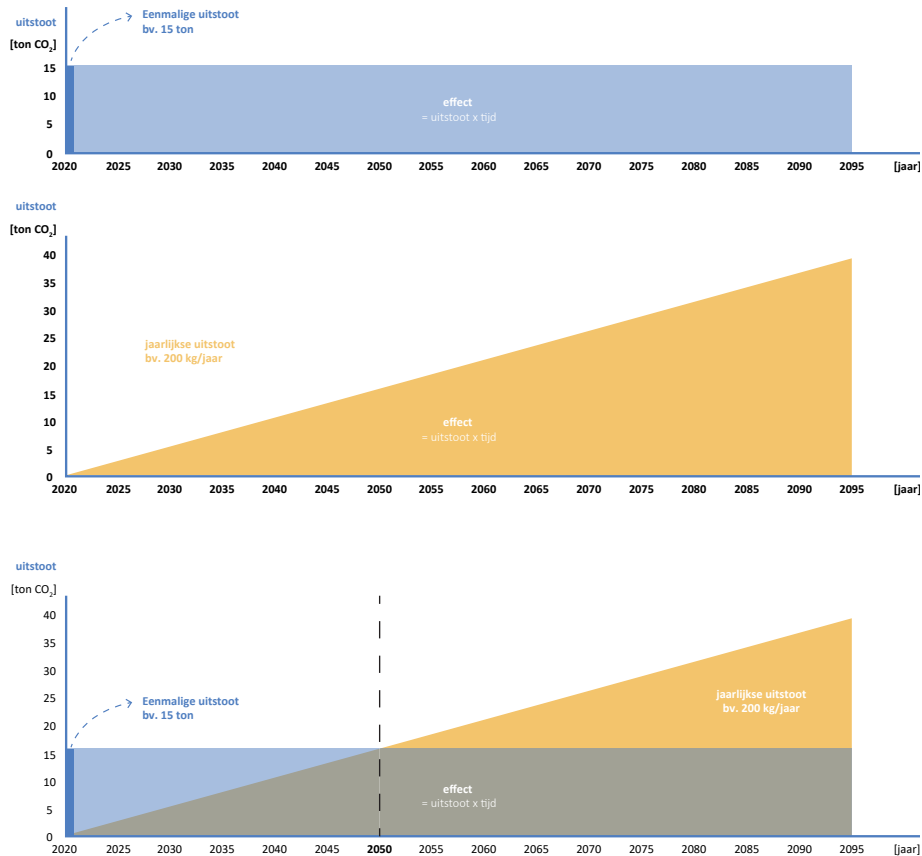 Eenmalige uitstoot
bv. 15 ton
uitstoot
[ton CO2]
15
10
5
0
effect
= uitstoot x tijd
2020 2025 2030 2035 2040 2045 2050 2055 2060 2065 2070 2075 2080 2085 2090 2095 [jaar]
uitstoot
[ton CO2]
40
35
30
25
20
15
10
5
0
jaarlijkse uitstoot
bv. 200 kg/jaar
effect
= uitstoot x tijd
2020 2025 2030 2035 2040 2045 2050 2055 2060 2065 2070 2075 2080 2085 2090 2095 [jaar]
uitstoot
[ton CO2]
40
35
30
25
20
15
10
5
0
Eenmalige uitstoot
bv. 15 ton
jaarlijkse uitstoot
bv. 200 kg/jaar
effect
= uitstoot x tijd
2020 2025 2030 2035 2040 2045 2050 2055 2060 2065 2070 2075 2080 2085 2090 2095 [jaar]